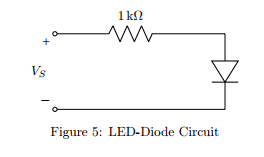 1 kΩ
+
V_S
−
Figure 5: LED-Diode Circuit